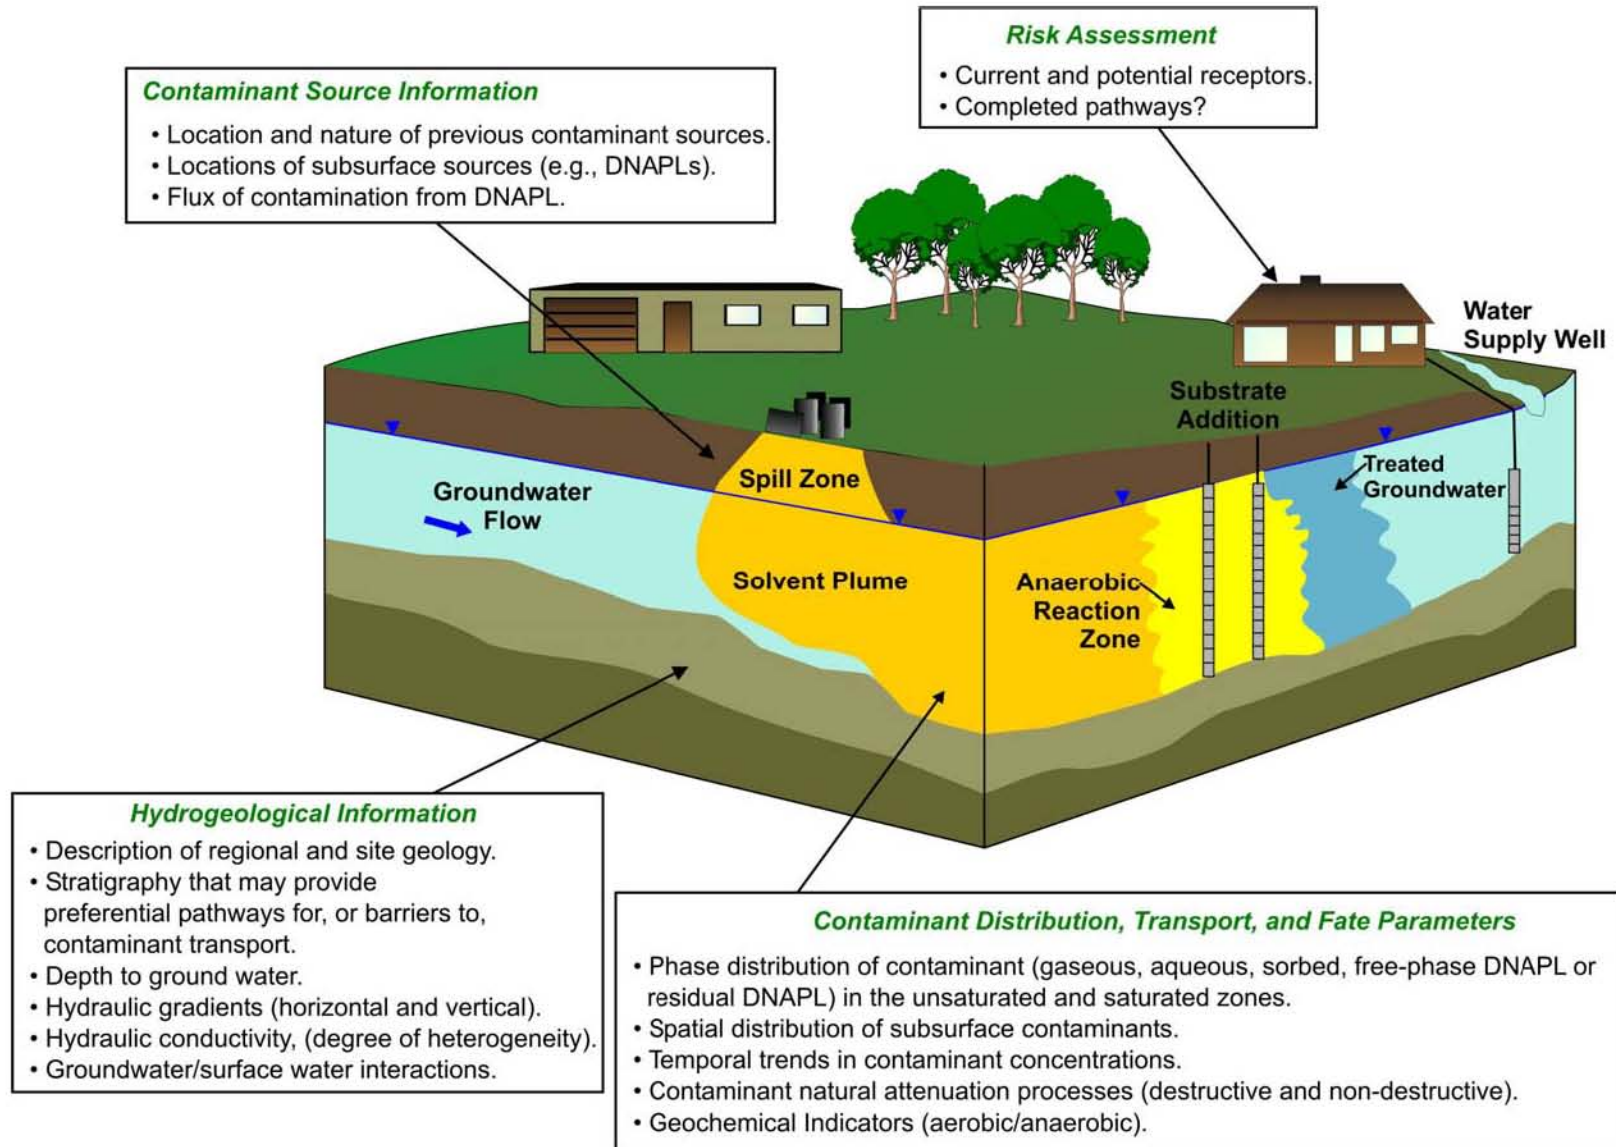 Risk Assessment
• Current and potential receptors.
• Completed pathways?
Contaminant Source Information
• Location and nature of previous contaminant sources.
• Locations of subsurface sources (e.g., DNAPLs).
• Flux of contamination from DNAPL.
Water
Supply Well
Substrate
Addition
Treated
Groundwater
Spill Zone
Groundwater
Flow
Solvent Plume
Anaerobic
Reaction
Zone
Hydrogeological Information
• Description of regional and site geology.
• Stratigraphy that may provide
preferential pathways for, or barriers to,
contaminant transport.
• Depth to ground water.
• Hydraulic gradients (horizontal and vertical).
• Hydraulic conductivity, (degree of heterogeneity).
• Groundwater/surface water interactions.
Contaminant Distribution, Transport, and Fate Parameters
• Phase distribution of contaminant (gaseous, aqueous, sorbed, free-phase DNAPL or
residual DNAPL) in the unsaturated and saturated zones.
• Spatial distribution of subsurface contaminants.
• Temporal trends in contaminant concentrations.
• Contaminant natural attenuation processes (destructive and non-destructive).
• Geochemical Indicators (aerobic/anaerobic).